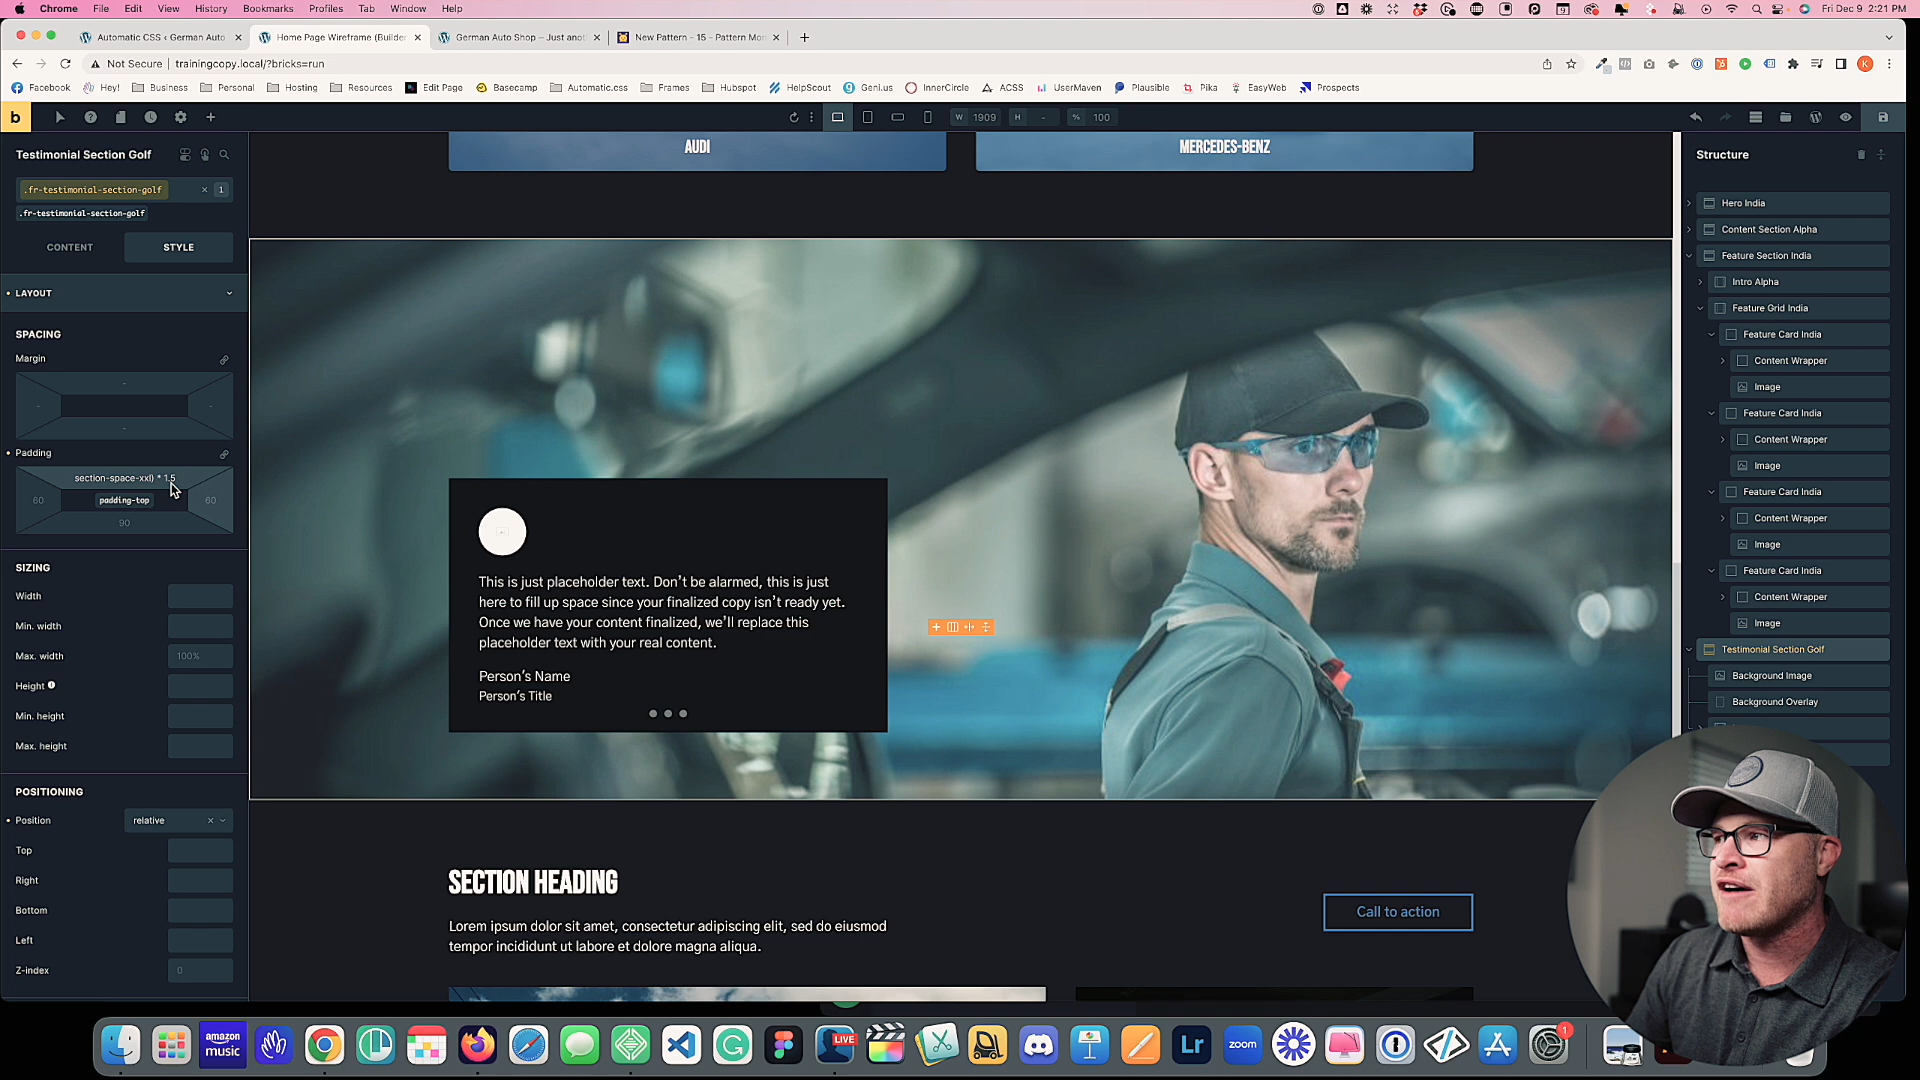 Chrome File Edit View History Bookmarks Profiles Tab Window Help Fri Dec 9 2:21 PM
Automatic CSS ‹ German Auto
Home Page Wireframe (Builder
German Auto Shop – Just anot
New Pattern - 15 - Pattern Mon
Not Secure trainingcopy.local/?bricks=run
Facebook Hey! Business Personal Hosting Resources Edit Page Basecamp Automatic.css Frames Hubspot HelpScout Geni.us InnerCircle ACSS UserMaven Plausible Pika EasyWeb Prospects
b W 1909 H - % 100
Testimonial Section Golf
.fr-testimonial-section-golf × 1
.fr-testimonial-section-golf
CONTENT STYLE
LAYOUT
SPACING
Margin
Padding
section-space-xxl) * 1.5
60 padding-top 60
90
SIZING
Width
Min. width
Max. width 100%
Height
Min. height
Max. height
POSITIONING
Position relative
Top
Right
Bottom
Left
Z-index 0
AUDI
MERCEDES-BENZ
This is just placeholder text. Don't be alarmed, this is just
here to fill up space since your finalized copy isn't ready yet.
Once we have your content finalized, we'll replace this
placeholder text with your real content.
Person's Name
Person's Title
SECTION HEADING
Lorem ipsum dolor sit amet, consectetur adipiscing elit, sed do eiusmod
tempor incididunt ut labore et dolore magna aliqua.
Call to action
Structure
Hero India
Content Section Alpha
Feature Section India
Intro Alpha
Feature Grid India
Feature Card India
Content Wrapper
Image
Feature Card India
Content Wrapper
Image
Feature Card India
Content Wrapper
Image
Feature Card India
Content Wrapper
Image
Testimonial Section Golf
Background Image
Background Overlay
amazon
music
LIVE
Lr
zoom
1